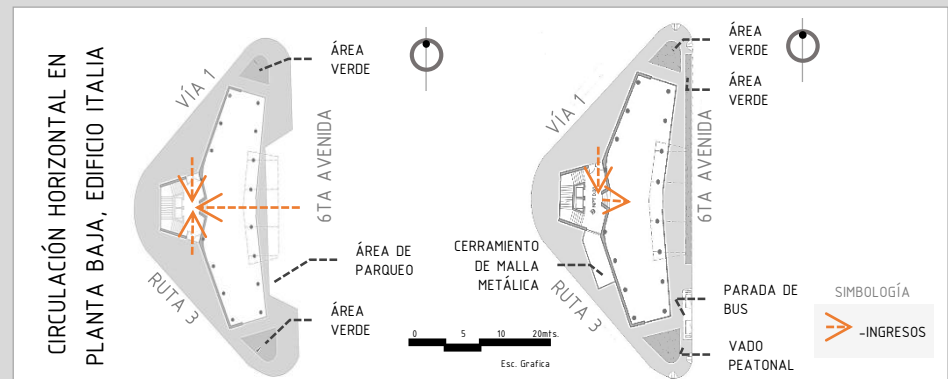 CIRCULACIÓN HORIZONTAL EN
PLANTA BAJA, EDIFICIO ITALIA
ÁREA
VERDE
VÍA 1
6TA AVENIDA
ÁREA DE
PARQUEO
RUTA 3
ÁREA
VERDE
0 5 10 20mts.
Esc. Grafica
ÁREA
VERDE
ÁREA
VERDE
VÍA 1
6TA AVENIDA
CERRAMIENTO
DE MALLA
METÁLICA
RUTA 3
PARADA DE
BUS
VADO
PEATONAL
SIMBOLOGÍA
-INGRESOS